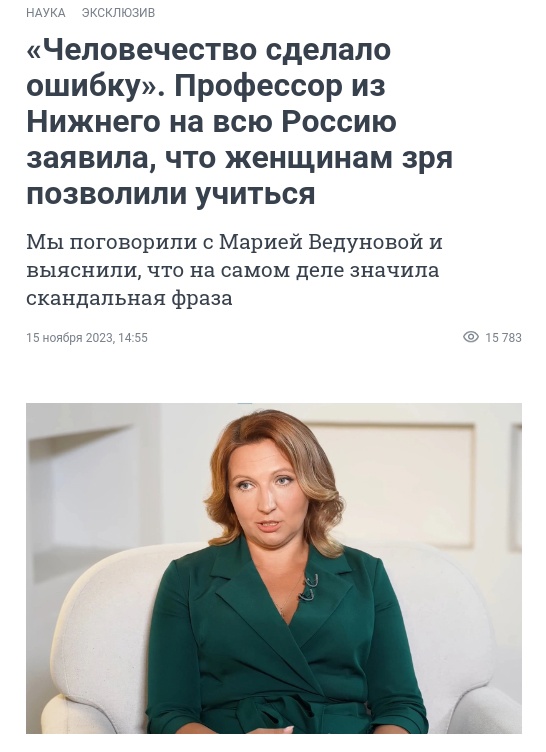 НАУКА ЭКСКЛЮЗИВ
«Человечество сделало
ошибку». Профессор из
Нижнего на всю Россию
заявила, что женщинам зря
позволили учиться
Мы поговорили с Марией Ведуновой и
выяснили, что на самом деле значила
скандальная фраза
15 ноября 2023, 14:55 15 783